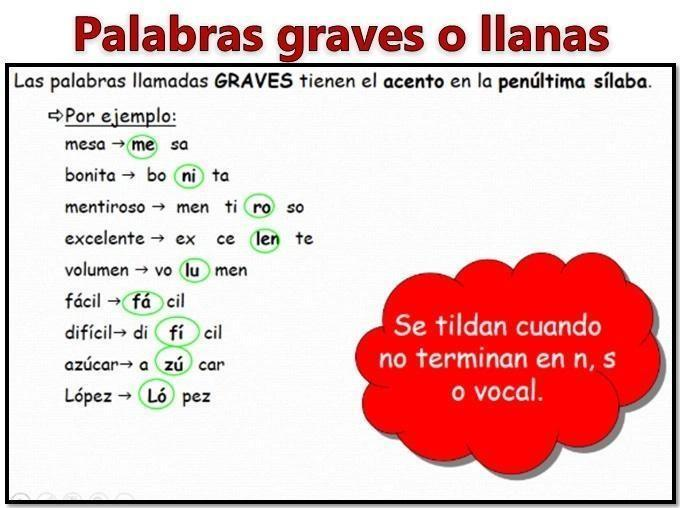 Palabras graves o llanas
Las palabras llamadas GRAVES tienen el acento en la penúltima sílaba.
⇨Por ejemplo:
mesa → me sa
bonita → bo ni ta
mentiroso → men ti ro so
excelente → ex ce len te
volumen → vo lu men
fácil → fá cil
difícil→ di fí cil
azúcar→ a zú car
López → Ló pez
Se tildan cuando
no terminan en n, s
o vocal.